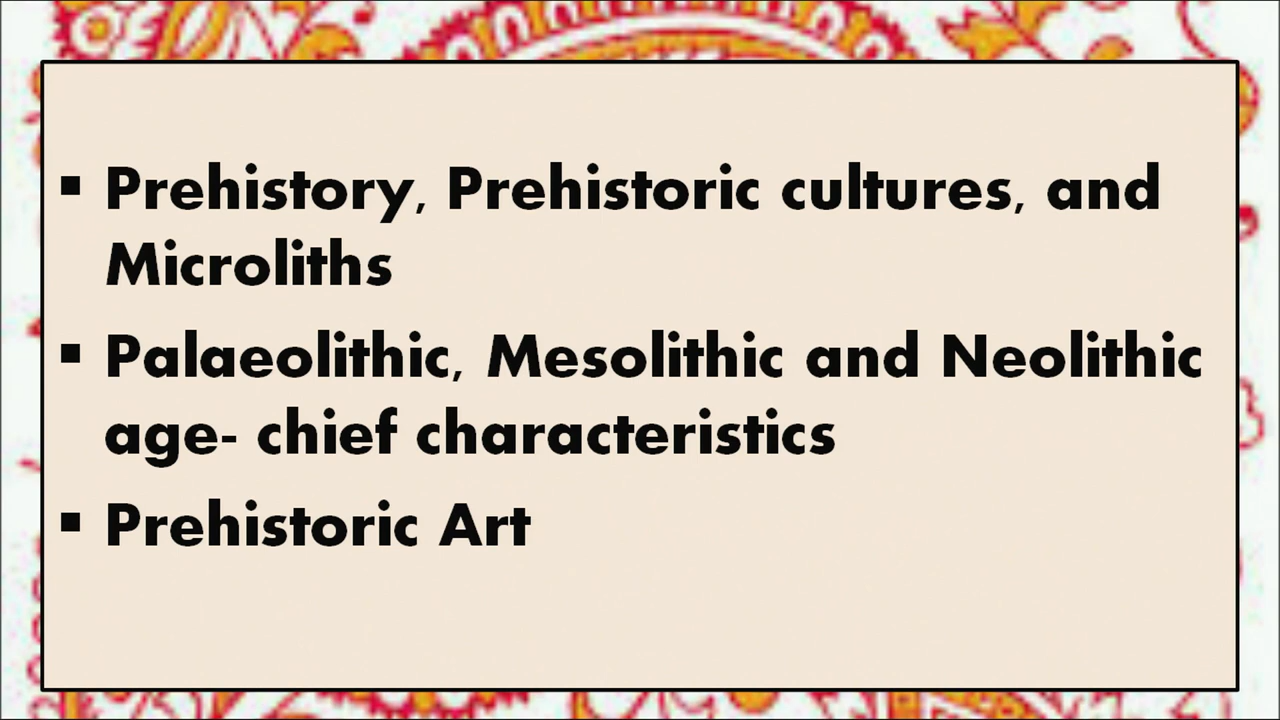 ▪ Prehistory, Prehistoric cultures, and
Microliths
▪ Palaeolithic, Mesolithic and Neolithic
age- chief characteristics
▪ Prehistoric Art